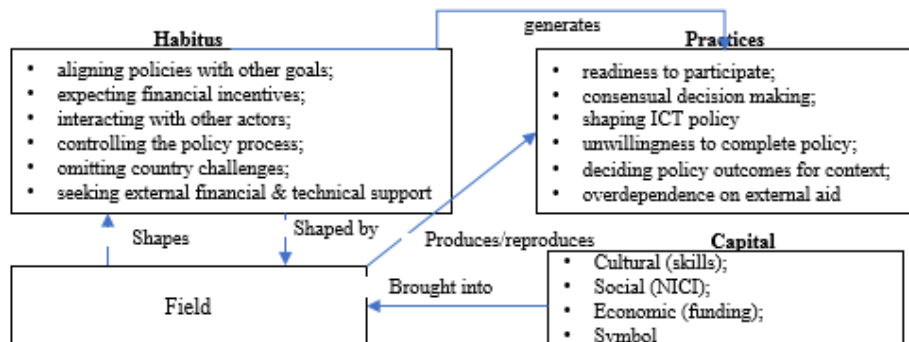 generates
Habitus
• aligning policies with other goals;
• expecting financial incentives;
• interacting with other actors;
• controlling the policy process;
• omitting country challenges;
• seeking external financial & technical support
Practices
• readiness to participate;
• consensual decision making;
• shaping ICT policy
• unwillingness to complete policy;
• deciding policy outcomes for context;
• overdependence on external aid
Shapes
Shaped by
Produces/reproduces
Field
Brought into
Capital
• Cultural (skills);
• Social (NICI);
• Economic (funding);
• Symbol